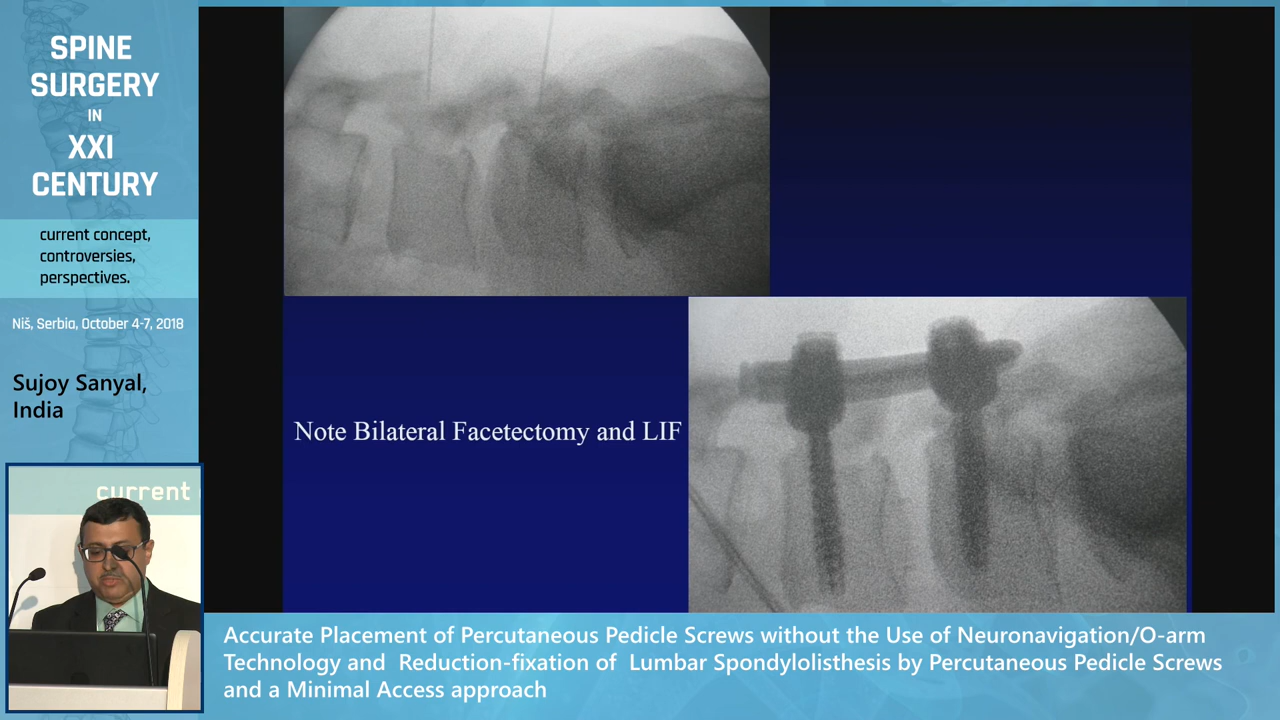 SPINE
SURGERY
IN
XXI
CENTURY
current concept,
controversies,
perspectives.
Niš, Serbia, October 4-7, 2018
Sujoy Sanyal,
India
current
Note Bilateral Facetectomy and LIF
Accurate Placement of Percutaneous Pedicle Screws without the Use of Neuronavigation/O-arm
Technology and Reduction-fixation of Lumbar Spondylolisthesis by Percutaneous Pedicle Screws
and a Minimal Access approach